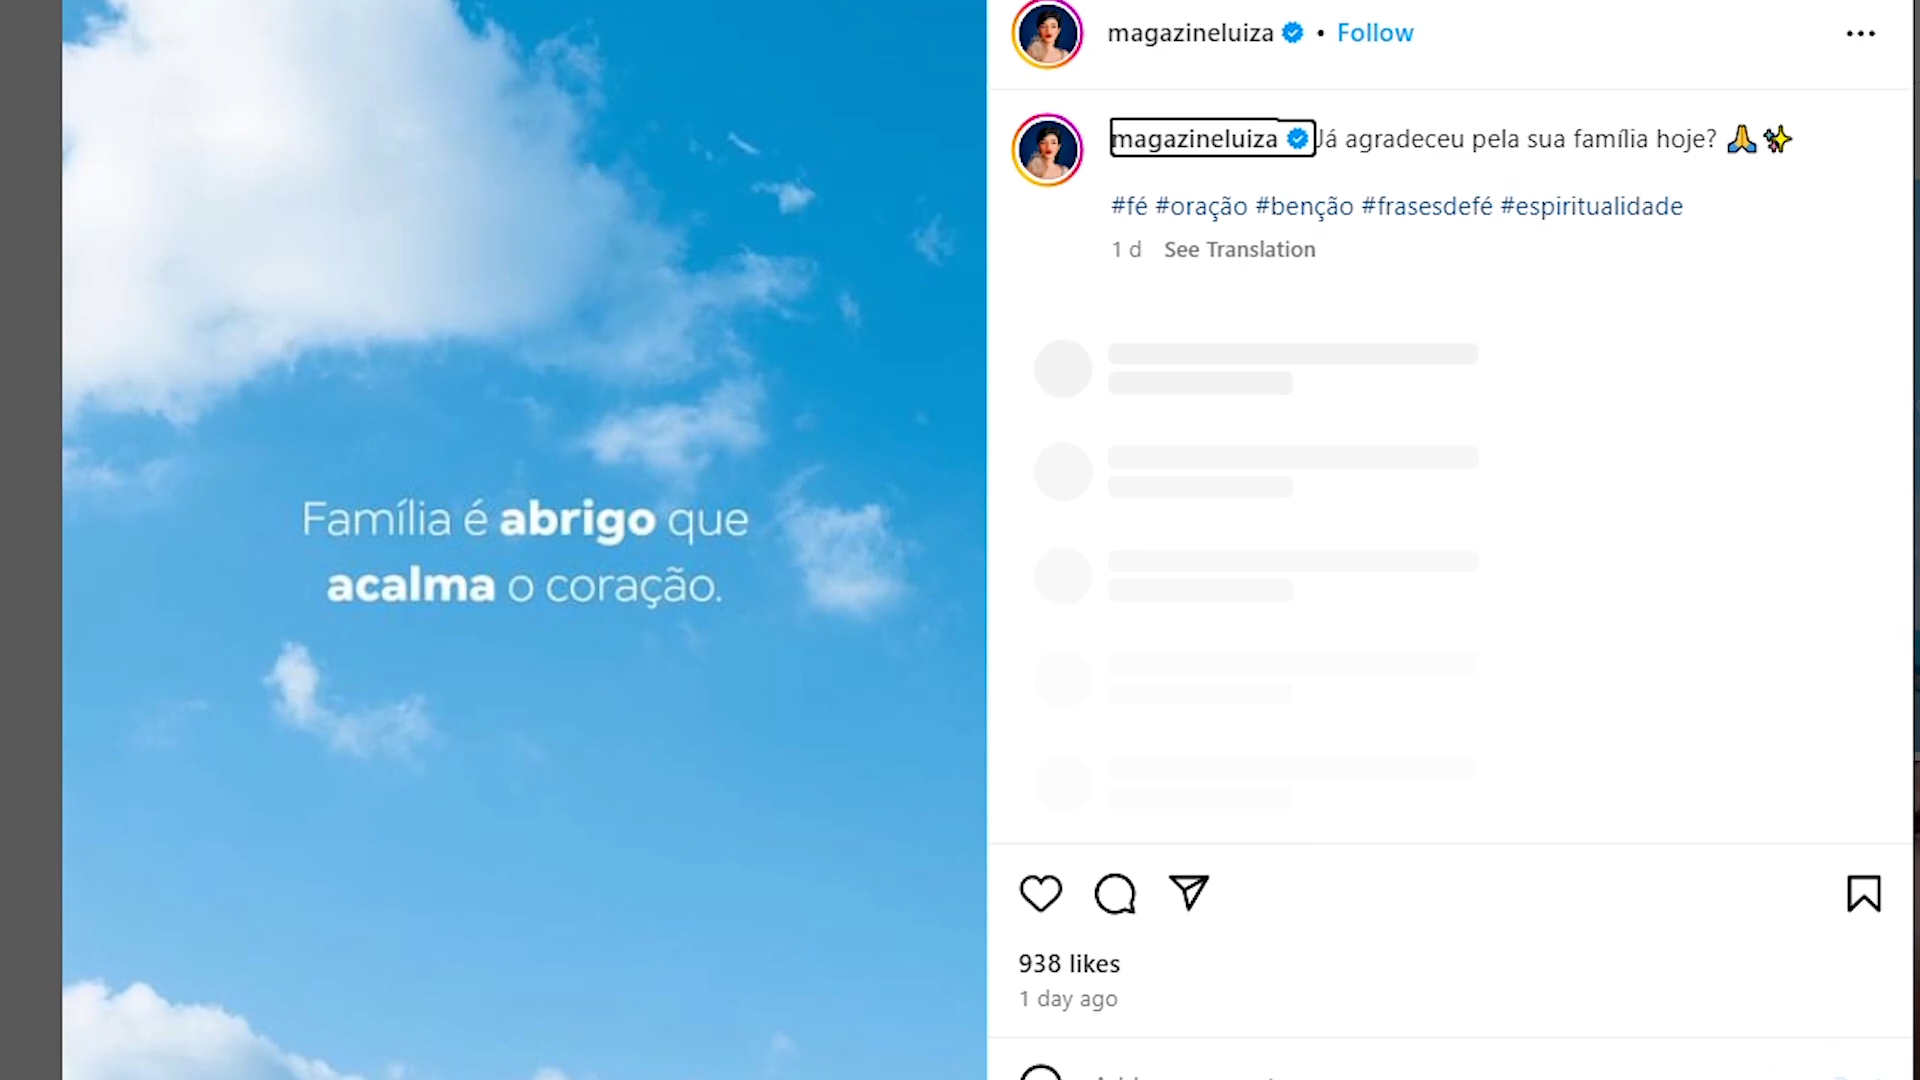 Família é abrigo que
acalma o coração.
magazineluiza • Follow
magazineluiza Já agradeceu pela sua família hoje? 🙏✨
#fé #oração #benção #frasesdefé #espiritualidade
1 d See Translation
938 likes
1 day ago